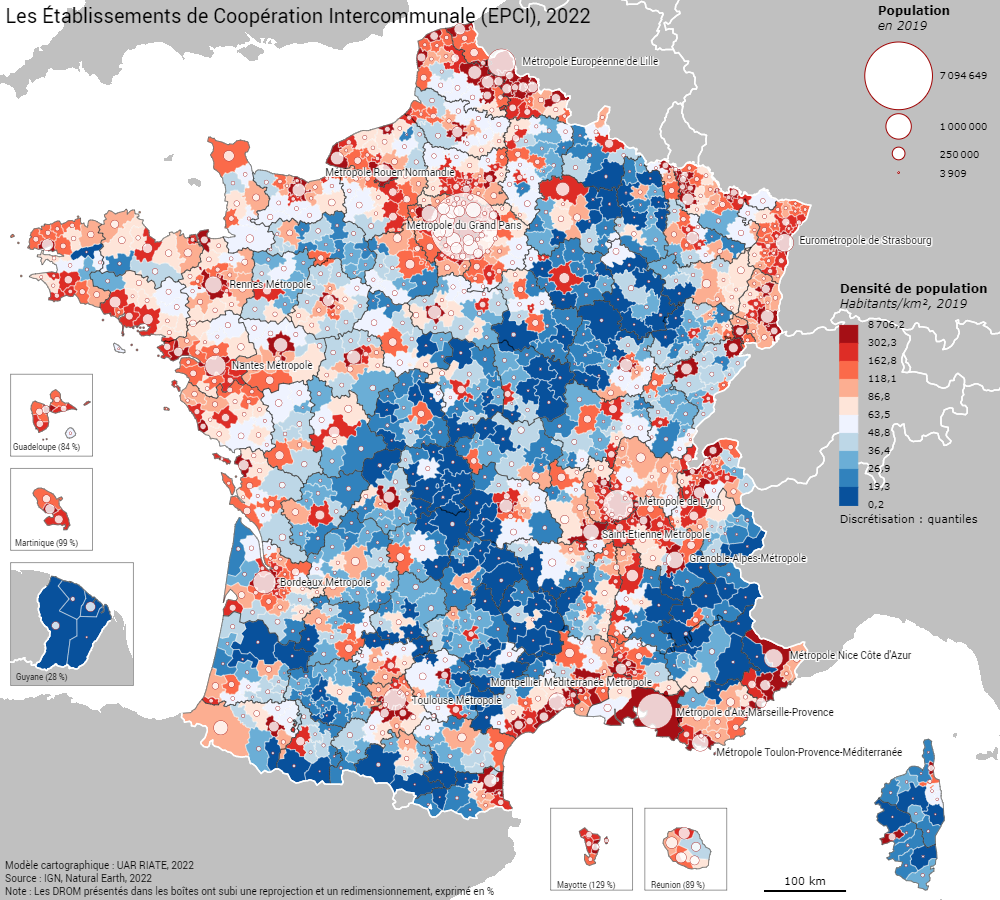 Les Établissements de Coopération Intercommunale (EPCI), 2022
Population
en 2019
7 094 649
1 000 000
250 000
3 909
Métropole Européenne de Lille
Métropole Rouen Normandie
Métropole du Grand Paris
Eurométropole de Strasbourg
Rennes Métropole
Nantes Métropole
Densité de population
Habitants/km², 2019
8 706,2
302,3
162,8
118,1
86,8
63,5
48,8
36,4
26,9
19,3
0,2
Discrétisation : quantiles
Guadeloupe (84 %)
Martinique (99 %)
Guyane (28 %)
Métropole de Lyon
Saint-Etienne Métropole
Grenoble-Alpes-Métropole
Bordeaux Métropole
Métropole Nice Côte d'Azur
Montpellier Méditerranée Métropole
Toulouse Métropole
Métropole d'Aix-Marseille-Provence
Métropole Toulon-Provence-Méditerranée
Mayotte (129 %)
Réunion (89 %)
100 km
Modèle cartographique : UAR RIATE, 2022
Source : IGN, Natural Earth, 2022
Note : Les DROM présentés dans les boîtes ont subi une reprojection et un redimensionnement, exprimé en %